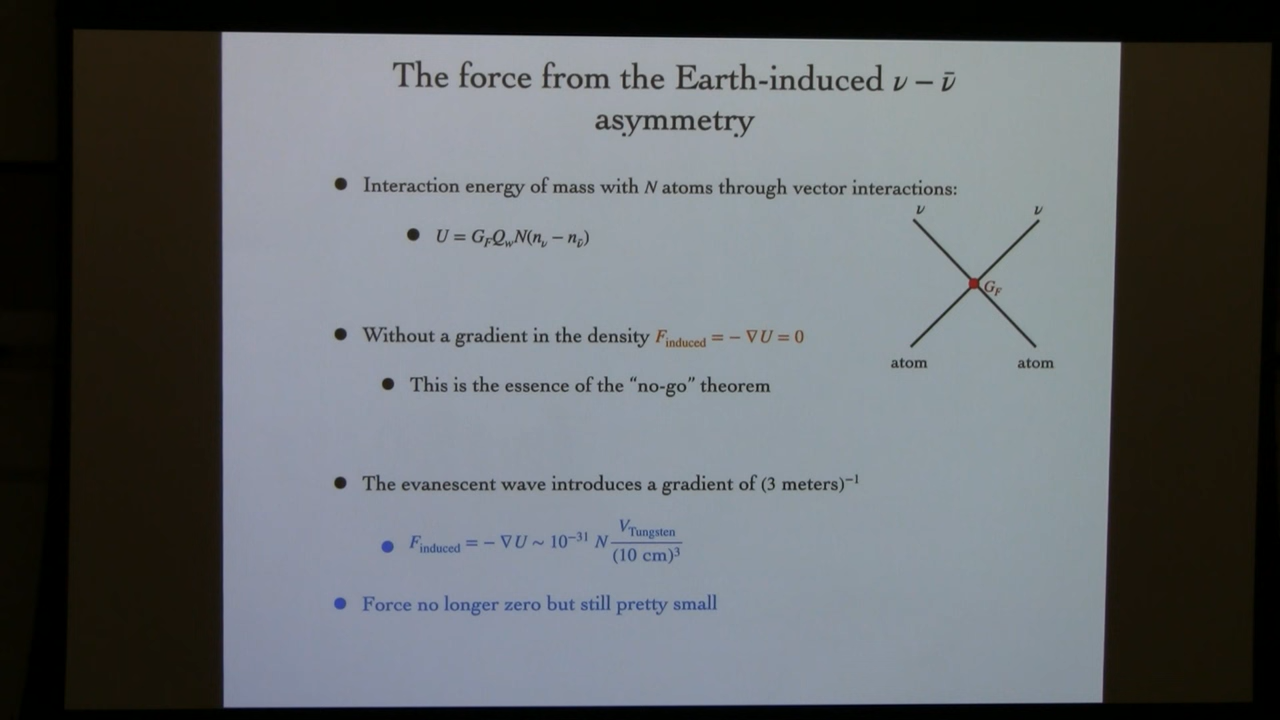 The force from the Earth-induced ν – ν̄
asymmetry
● Interaction energy of mass with N atoms through vector interactions:
● U = G_F Q_w N(n_ν − n_ν̄)
ν ν
G_F
atom atom
● Without a gradient in the density F_induced = − ∇U = 0
● This is the essence of the “no-go” theorem
● The evanescent wave introduces a gradient of (3 meters)⁻¹
● F_induced = − ∇U ~ 10⁻³¹ N V_Tungsten / (10 cm)³
● Force no longer zero but still pretty small